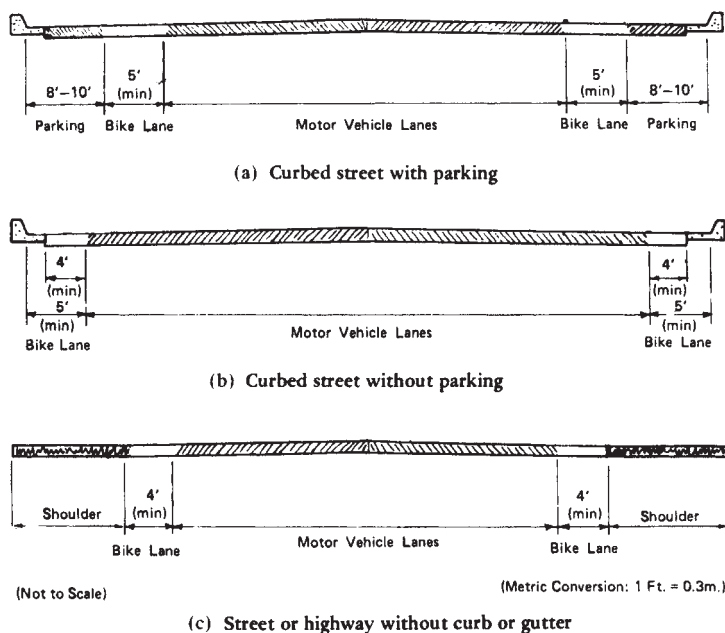 5' 5'
8'–10' (min) (min) 8'–10'
Parking Bike Lane Motor Vehicle Lanes Bike Lane Parking
(a) Curbed street with parking
4' 4'
(min) (min)
5' 5'
(min) Motor Vehicle Lanes (min)
Bike Lane Bike Lane
(b) Curbed street without parking
4' 4'
(min) (min)
Shoulder Motor Vehicle Lanes Shoulder
Bike Lane Bike Lane
(Not to Scale) (Metric Conversion: 1 Ft. = 0.3m.)
(c) Street or highway without curb or gutter